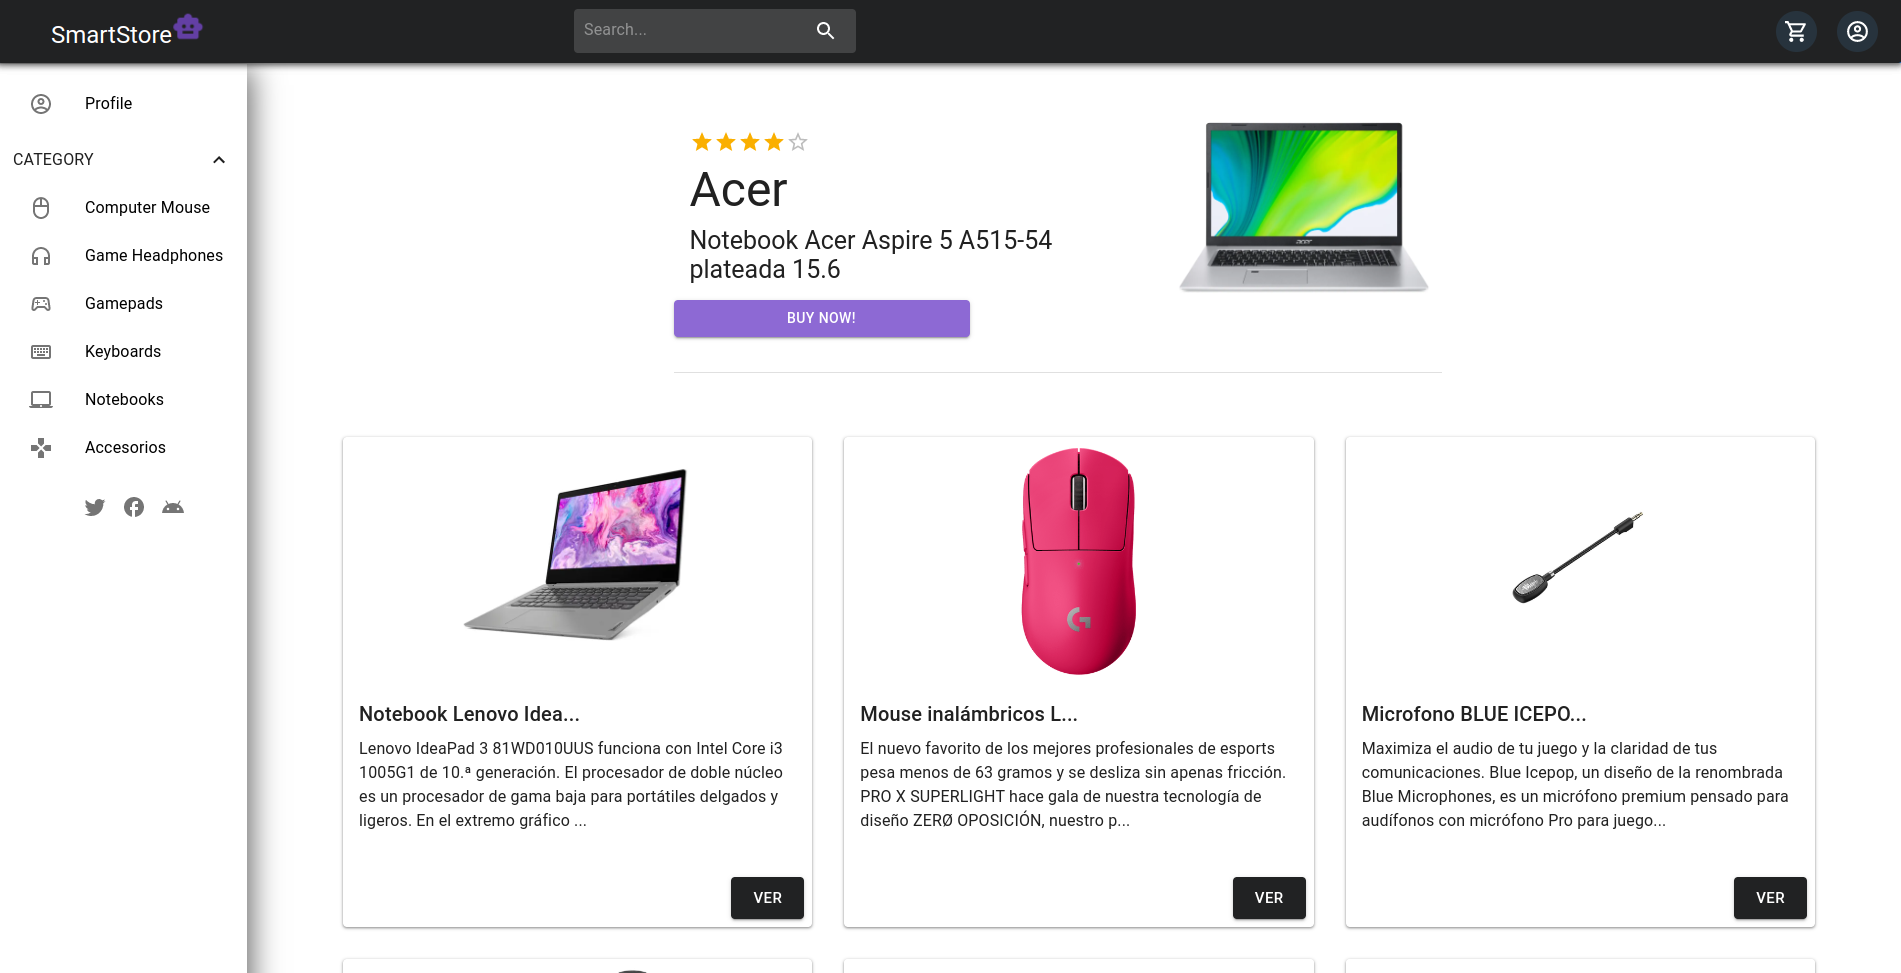 SmartStore
Search...
Profile
CATEGORY
Computer Mouse
Game Headphones
Gamepads
Keyboards
Notebooks
Accesorios
Acer
Notebook Acer Aspire 5 A515-54
plateada 15.6
BUY NOW!
acer
Notebook Lenovo Idea...
Lenovo IdeaPad 3 81WD010UUS funciona con Intel Core i3
1005G1 de 10.ª generación. El procesador de doble núcleo
es un procesador de gama baja para portátiles delgados y
ligeros. En el extremo gráfico ...
VER
Mouse inalámbricos L...
El nuevo favorito de los mejores profesionales de esports
pesa menos de 63 gramos y se desliza sin apenas fricción.
PRO X SUPERLIGHT hace gala de nuestra tecnología de
diseño ZERØ OPOSICIÓN, nuestro p...
VER
Microfono BLUE ICEPO...
Maximiza el audio de tu juego y la claridad de tus
comunicaciones. Blue Icepop, un diseño de la renombrada
Blue Microphones, es un micrófono premium pensado para
audífonos con micrófono Pro para juego...
VER